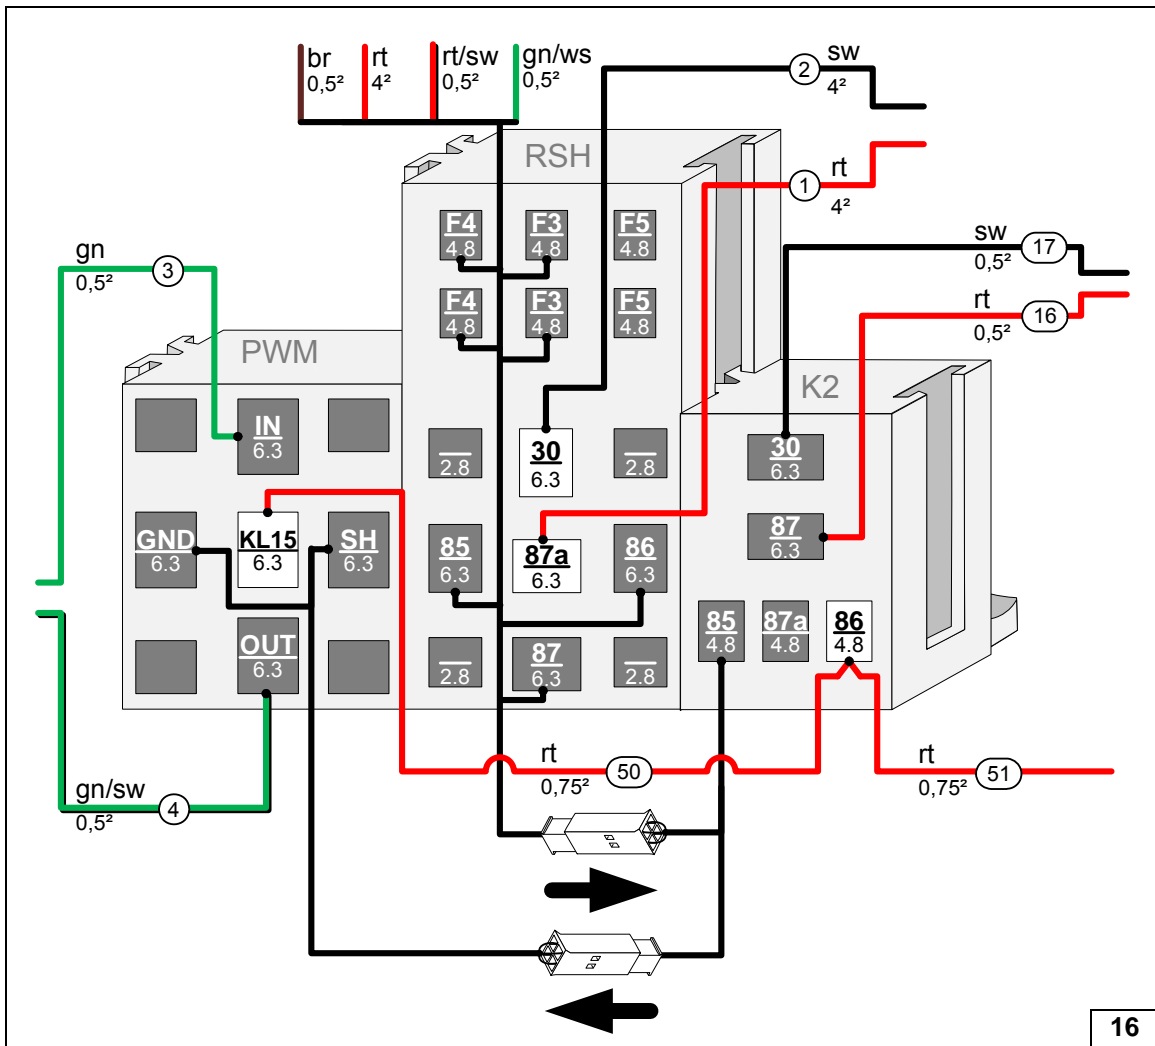 br
0,5²
rt
4²
rt/sw
0,5²
gn/ws
0,5²
2
sw
4²
RSH
1
rt
4²
F4
4.8
F3
4.8
F5
4.8
gn
0,5²
3
sw
0,5²
17
F4
4.8
F3
4.8
F5
4.8
rt
0,5²
16
PWM
K2
IN
6.3
2.8
30
6.3
2.8
30
6.3
GND
6.3
KL15
6.3
SH
6.3
85
6.3
87a
6.3
86
6.3
87
6.3
OUT
6.3
2.8
87
6.3
2.8
85
4.8
87a
4.8
86
4.8
gn/sw
0,5²
4
rt
0,75²
50
rt
0,75²
51
16